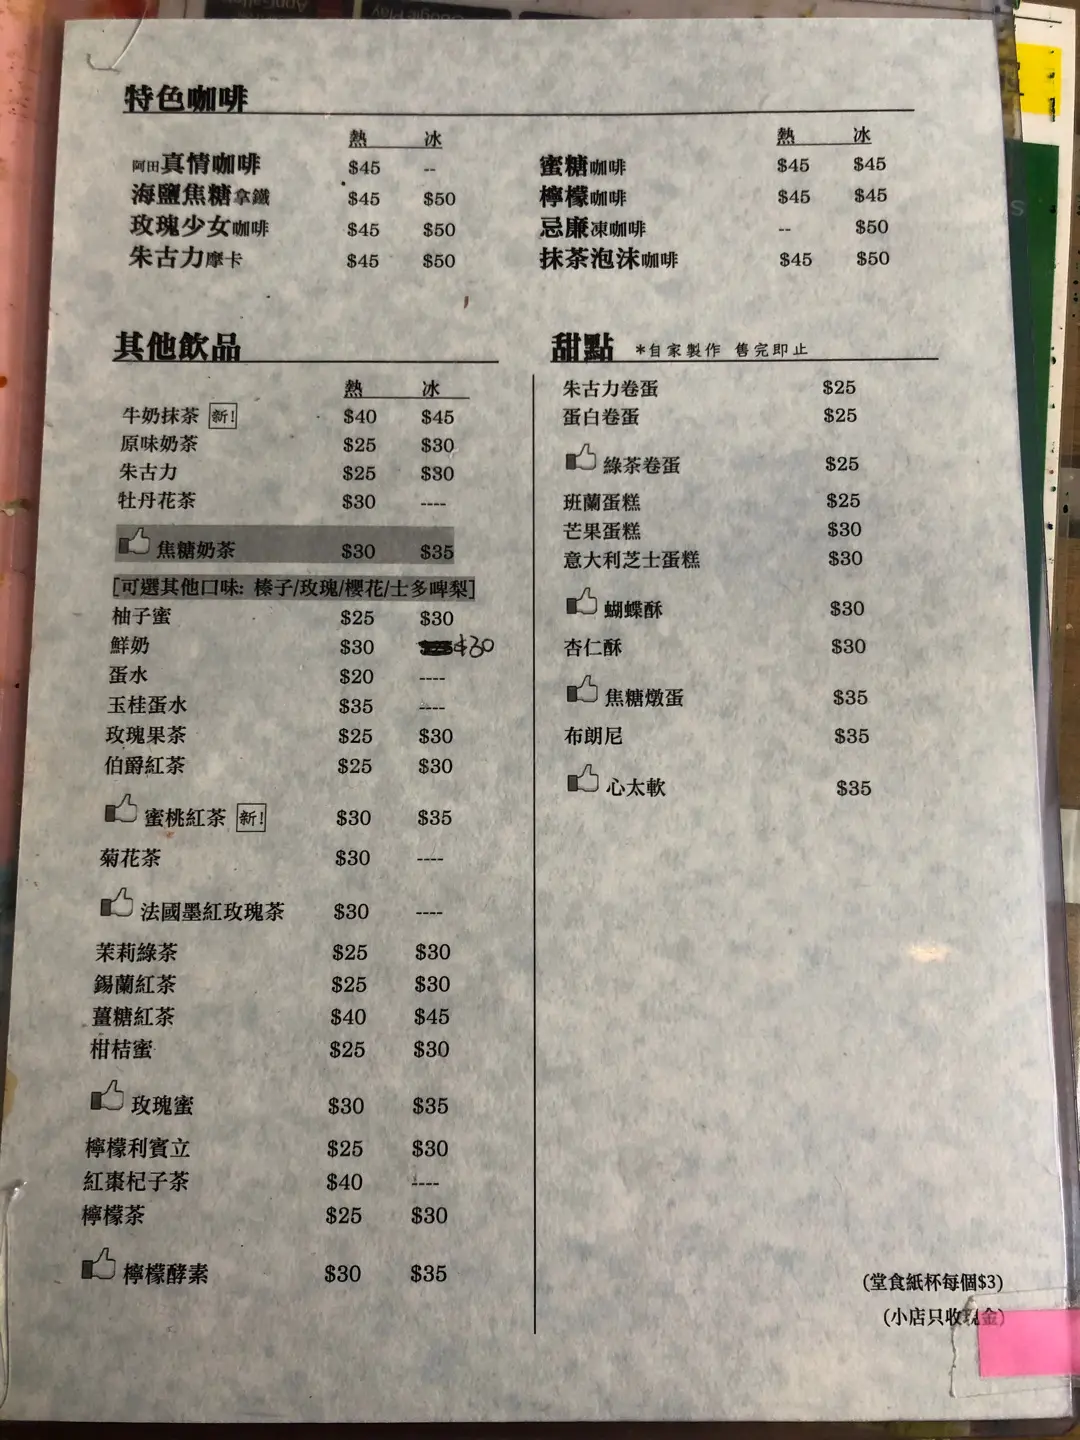 特色咖啡
熱 冰
阿田真情咖啡 $45 --
海鹽焦糖拿鐵 $45 $50
玫瑰少女咖啡 $45 $50
朱古力摩卡 $45 $50
熱 冰
蜜糖咖啡 $45 $45
檸檬咖啡 $45 $45
忌廉凍咖啡 -- $50
抹茶泡沫咖啡 $45 $50
其他飲品
熱 冰
牛奶抹茶 新! $40 $45
原味奶茶 $25 $30
朱古力 $25 $30
牡丹花茶 $30 ----
焦糖奶茶 $30 $35
[可選其他口味: 榛子/玫瑰/櫻花/士多啤梨]
柚子蜜 $25 $30
鮮奶 $30 $30
蛋水 $20 ----
玉桂蛋水 $35 ----
玫瑰果茶 $25 $30
伯爵紅茶 $25 $30
蜜桃紅茶 新! $30 $35
菊花茶 $30 ----
法國墨紅玫瑰茶 $30 ----
茉莉綠茶 $25 $30
錫蘭紅茶 $25 $30
薑糖紅茶 $40 $45
柑桔蜜 $25 $30
玫瑰蜜 $30 $35
檸檬利賓立 $25 $30
紅棗杞子茶 $40 ----
檸檬茶 $25 $30
檸檬酵素 $30 $35
甜點 *自家製作 售完即止
朱古力卷蛋 $25
蛋白卷蛋 $25
綠茶卷蛋 $25
班蘭蛋糕 $25
芒果蛋糕 $30
意大利芝士蛋糕 $30
蝴蝶酥 $30
杏仁酥 $30
焦糖燉蛋 $35
布朗尼 $35
心太軟 $35
(堂食紙杯每個$3)
(小店只收現金)